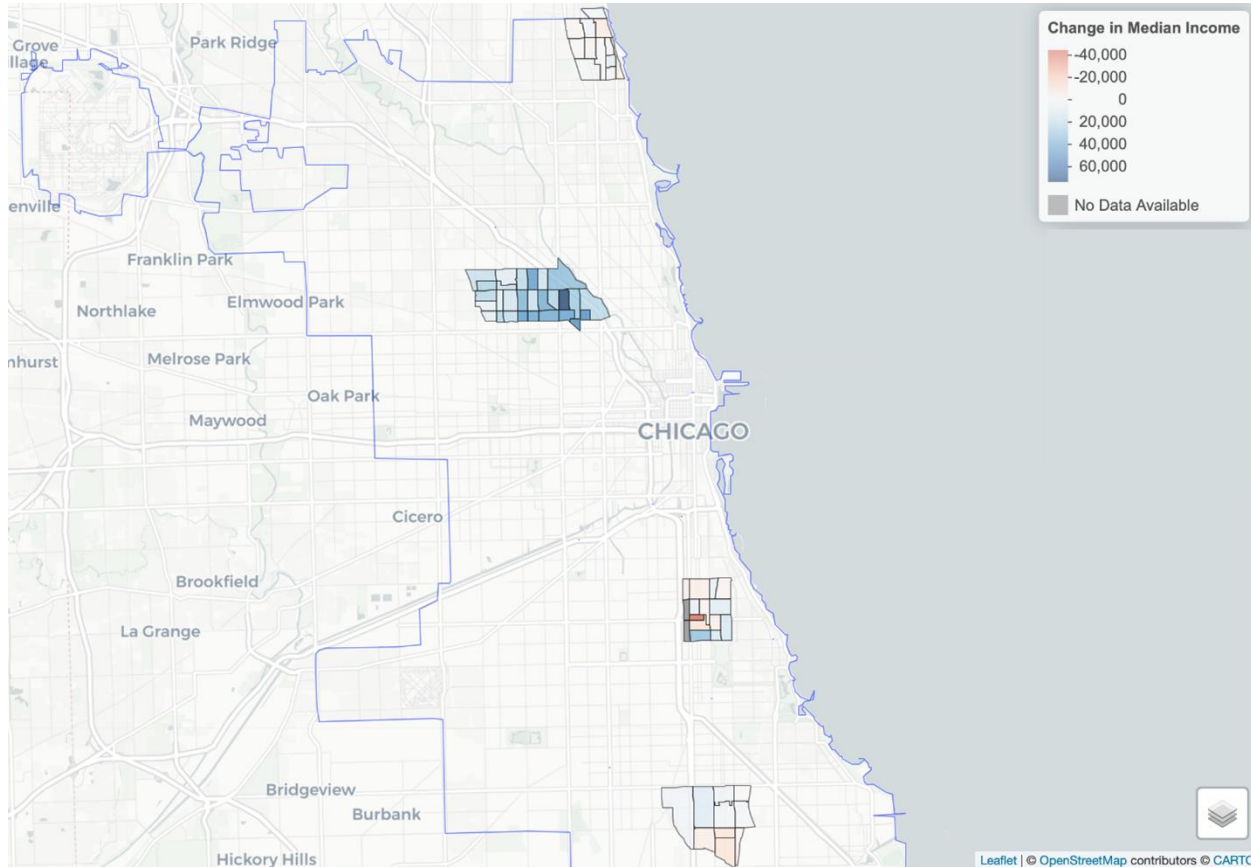 Grove
llage
Park Ridge
enville
Franklin Park
Elmwood Park
Northlake
mhurst
Melrose Park
Oak Park
Maywood
CHICAGO
Cicero
Brookfield
La Grange
Bridgeview
Burbank
Hickory Hills
Change in Median Income
-40,000
-20,000
0
20,000
40,000
60,000
No Data Available
Leaflet | © OpenStreetMap contributors © CARTO